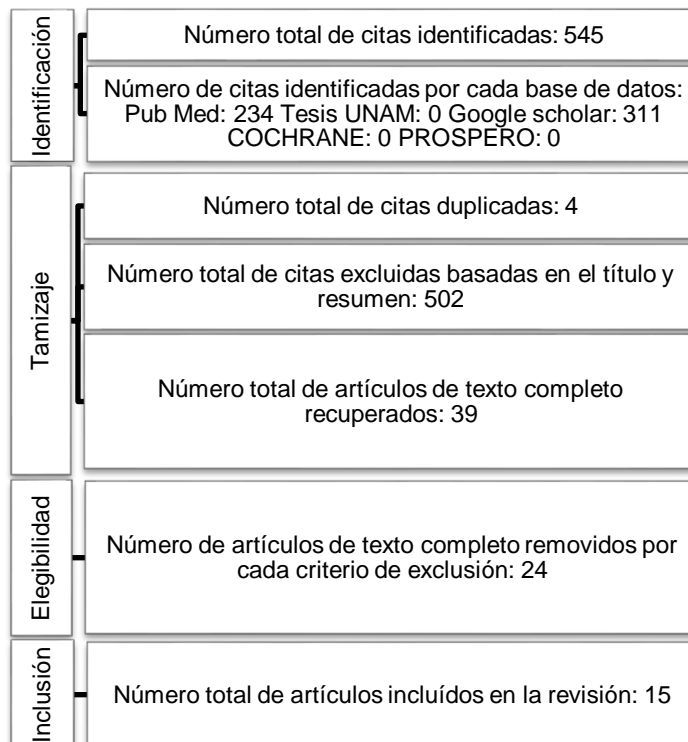 Identificación
Número total de citas identificadas: 545
Número de citas identificadas por cada base de datos:
Pub Med: 234 Tesis UNAM: 0 Google scholar: 311
COCHRANE: 0 PROSPERO: 0
Tamizaje
Número total de citas duplicadas: 4
Número total de citas excluidas basadas en el título y
resumen: 502
Número total de artículos de texto completo
recuperados: 39
Elegibilidad
Número de artículos de texto completo removidos por
cada criterio de exclusión: 24
Inclusión
Número total de artículos incluídos en la revisión: 15